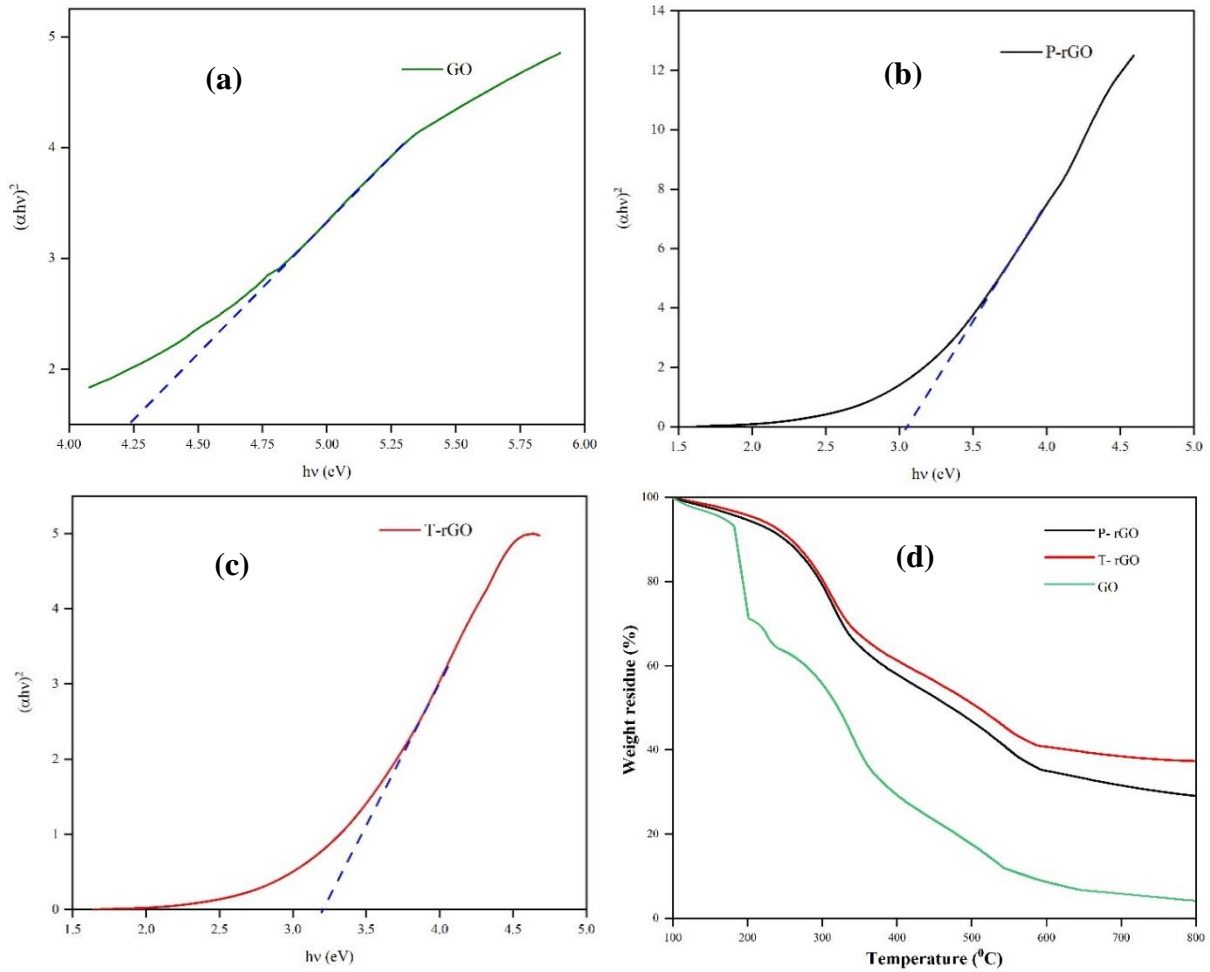 (a)
GO
5
4
3
2
(αhν)²
4.00 4.25 4.50 4.75 5.00 5.25 5.50 5.75 6.00
hν (eV)
(b)
P-rGO
14
12
10
8
6
4
2
0
(αhν)²
1.5 2.0 2.5 3.0 3.5 4.0 4.5 5.0
hν (eV)
(c)
T-rGO
5
4
3
2
1
0
(αhν)²
1.5 2.0 2.5 3.0 3.5 4.0 4.5 5.0
hν (eV)
(d)
P- rGO
T- rGO
GO
100
80
60
40
20
0
Weight residue (%)
100 200 300 400 500 600 700 800
Temperature (⁰C)